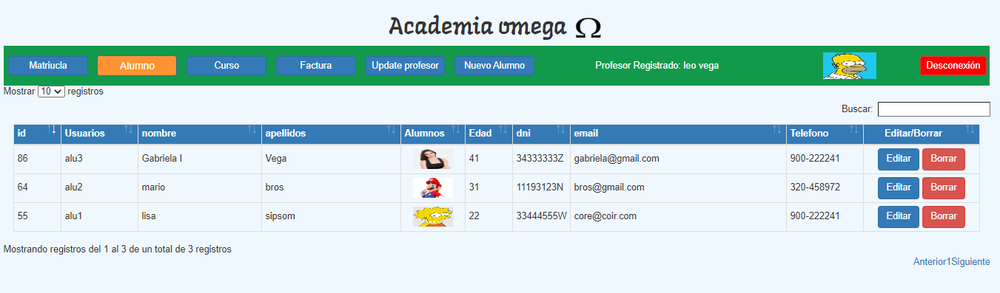 Academia omega Ω
Matriucla Alumno Curso Factura Update profesor Nuevo Alumno Profesor Registrado: leo vega Desconexión
Mostrar 10 registros
Buscar:
id Usuarios nombre apellidos Alumnos Edad dni email Telefono Editar/Borrar
86 alu3 Gabriela I Vega 41 34333333Z gabriela@gmail.com 900-222241 Editar Borrar
64 alu2 mario bros 31 11193123N bros@gmail.com 320-458972 Editar Borrar
55 alu1 lisa sipsom 22 33444555W core@coir.com 900-222241 Editar Borrar
Mostrando registros del 1 al 3 de un total de 3 registros
Anterior1Siguiente